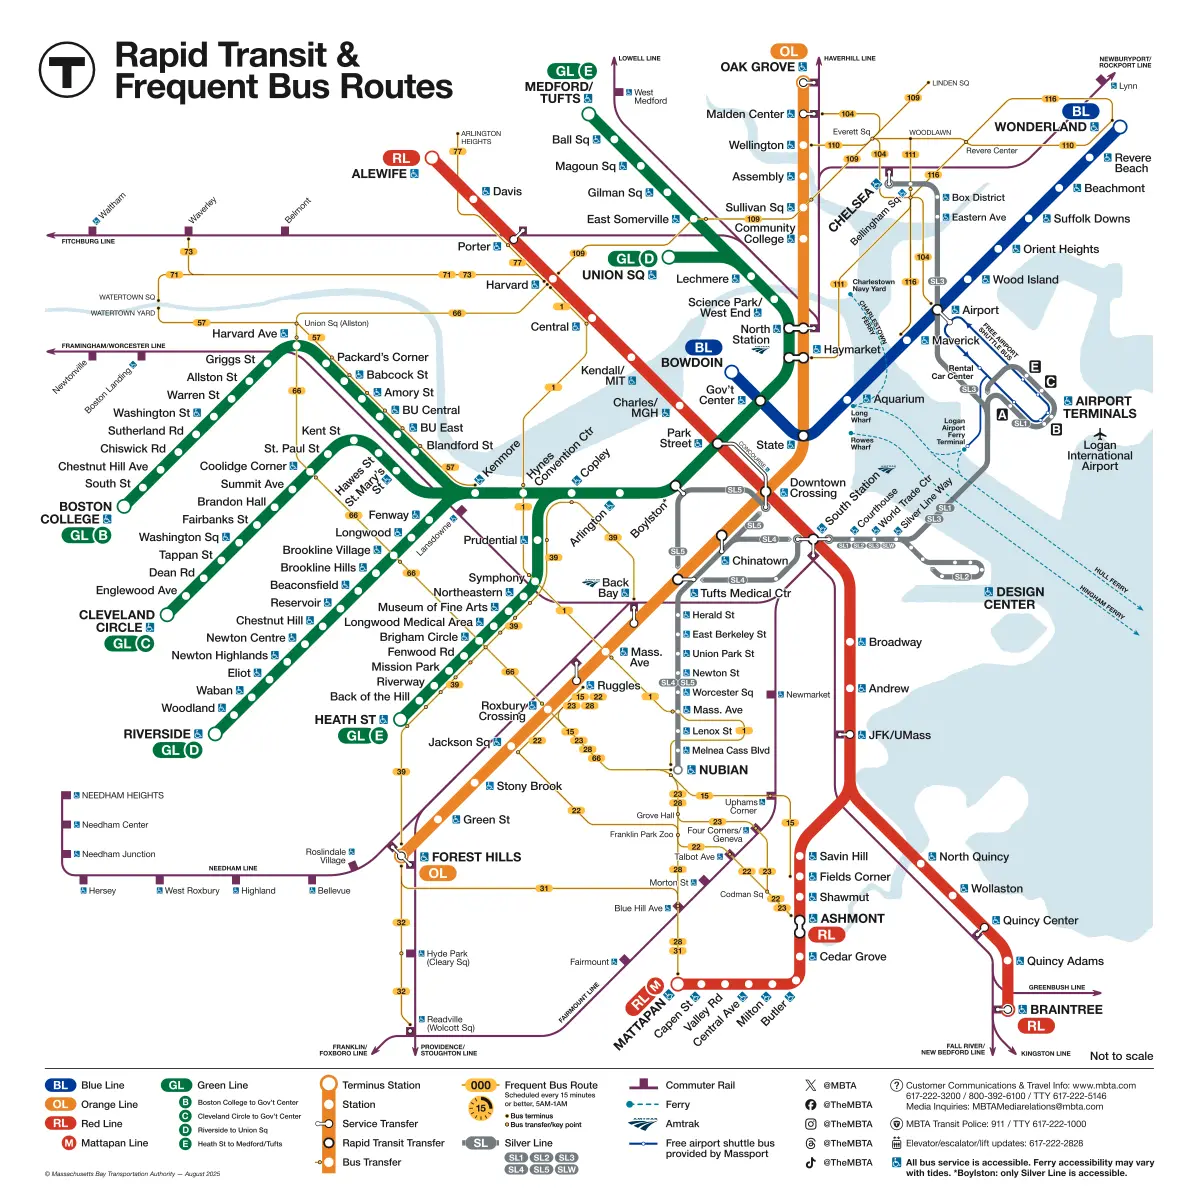 T
Rapid Transit &
Frequent Bus Routes
GL E
MEDFORD/
TUFTS
Ball Sq
Magoun Sq
Gilman Sq
East Somerville
GL D
UNION SQ
Lechmere
Science Park/
West End
North
Station
Haymarket
LOWELL LINE
West
Medford
OL
OAK GROVE
HAVERHILL LINE
Malden Center
Wellington
Assembly
Sullivan Sq
Community
College
NEWBURYPORT/
ROCKPORT LINE
Lynn
LINDEN SQ
Everett Sq
WOODLAWN
Revere Center
109
104
110
109
104
111
116
116
110
109
BL
WONDERLAND
Revere
Beach
Beachmont
Suffolk Downs
Orient Heights
Wood Island
Airport
Maverick
Aquarium
State
Gov't
Center
BL
BOWDOIN
CHELSEA
Bellingham Sq
Box District
Eastern Ave
SL3
104
116
111
Charlestown
Navy Yard
CHARLESTOWN
FERRY
FREE AIRPORT
SHUTTLE BUS
Rental
Car Center
SL3
SL1
A
B
C
E
AIRPORT
TERMINALS
Logan
International
Airport
Logan
Airport
Ferry
Terminal
Long
Wharf
Rowes
Wharf
HULL FERRY
HINGHAM FERRY
ARLINGTON
HEIGHTS
77
RL
ALEWIFE
Davis
Porter
77
Harvard
Central
Kendall/
MIT
Charles/
MGH
Park
Street
CONCOURSE
Downtown
Crossing
South Station
Courthouse
World Trade Ctr
Silver Line Way
SL1
SL2
SL3
SLW
SL1
SL3
SL2
DESIGN
CENTER
Waltham
Waverley
Belmont
FITCHBURG LINE
73
71
71
73
109
WATERTOWN SQ
WATERTOWN YARD
57
66
1
Union Sq (Allston)
57
FRAMINGHAM/WORCESTER LINE
Newtonville
Boston Landing
Harvard Ave
Griggs St
Allston St
Warren St
Washington St
Sutherland Rd
Chiswick Rd
Chestnut Hill Ave
South St
BOSTON
COLLEGE
GL B
Packard's Corner
Babcock St
Amory St
BU Central
BU East
Blandford St
57
66
1
Kenmore
Hynes
Convention Ctr
Copley
Arlington
Boylston*
Kent St
St. Paul St
Coolidge Corner
Summit Ave
Brandon Hall
Fairbanks St
Washington Sq
Tappan St
Dean Rd
Englewood Ave
CLEVELAND
CIRCLE
GL C
Hawes St
St. Mary's
St
66
Lansdowne
Fenway
Longwood
Brookline Village
Brookline Hills
Beaconsfield
Reservoir
Chestnut Hill
Newton Centre
Newton Highlands
Eliot
Waban
Woodland
RIVERSIDE
GL D
66
1
39
39
Prudential
Symphony
Northeastern
Museum of Fine Arts
Longwood Medical Area
Brigham Circle
Fenwood Rd
Mission Park
Riverway
Back of the Hill
HEATH ST
GL E
39
66
39
1
1
Back
Bay
SL5
SL5
SL5
SL4
SL4
Chinatown
Tufts Medical Ctr
Herald St
East Berkeley St
Union Park St
Newton St
SL4
SL5
Worcester Sq
Mass. Ave
Lenox St
1
Melnea Cass Blvd
NUBIAN
Mass.
Ave
Ruggles
15 22
23 28
Roxbury
Crossing
Jackson Sq
22
15
23
28
66
Stony Brook
22
Green St
FOREST HILLS
OL
39
Newmarket
23
28
15
Uphams
Corner
15
Grove Hall
Franklin Park Zoo
23
Four Corners/
Geneva
22
Talbot Ave
28
22
23
Codman Sq
22
23
Morton St
31
Blue Hill Ave
28
31
Fairmount
FAIRMOUNT LINE
Broadway
Andrew
JFK/UMass
Savin Hill
Fields Corner
Shawmut
ASHMONT
RL
Cedar Grove
RL M
MATTAPAN
Capen St
Valley Rd
Central Ave
Milton
Butler
North Quincy
Wollaston
Quincy Center
Quincy Adams
GREENBUSH LINE
BRAINTREE
RL
FALL RIVER/
NEW BEDFORD LINE
KINGSTON LINE
Not to scale
NEEDHAM HEIGHTS
Needham Center
Needham Junction
NEEDHAM LINE
Hersey
West Roxbury
Highland
Bellevue
Roslindale
Village
32
Hyde Park
(Cleary Sq)
32
Readville
(Wolcott Sq)
FRANKLIN/
FOXBORO LINE
PROVIDENCE/
STOUGHTON LINE
BL Blue Line
OL Orange Line
RL Red Line
M Mattapan Line
GL Green Line
B Boston College to Gov't Center
C Cleveland Circle to Gov't Center
D Riverside to Union Sq
E Heath St to Medford/Tufts
Terminus Station
Station
Service Transfer
Rapid Transit Transfer
Bus Transfer
000 Frequent Bus Route
Scheduled every 15 minutes
or better, 5AM-1AM
15
Bus terminus
Bus transfer/key point
SL Silver Line
SL1 SL2 SL3
SL4 SL5 SLW
Commuter Rail
Ferry
AMTRAK Amtrak
Free airport shuttle bus
provided by Massport
@MBTA
@TheMBTA
@TheMBTA
@TheMBTA
@TheMBTA
? Customer Communications & Travel Info: www.mbta.com
617-222-3200 / 800-392-6100 / TTY 617-222-5146
Media Inquiries: MBTAMediarelations@mbta.com
MBTA Transit Police: 911 / TTY 617-222-1000
Elevator/escalator/lift updates: 617-222-2828
All bus service is accessible. Ferry accessibility may vary
with tides. *Boylston: only Silver Line is accessible.
© Massachusetts Bay Transportation Authority — August 2025